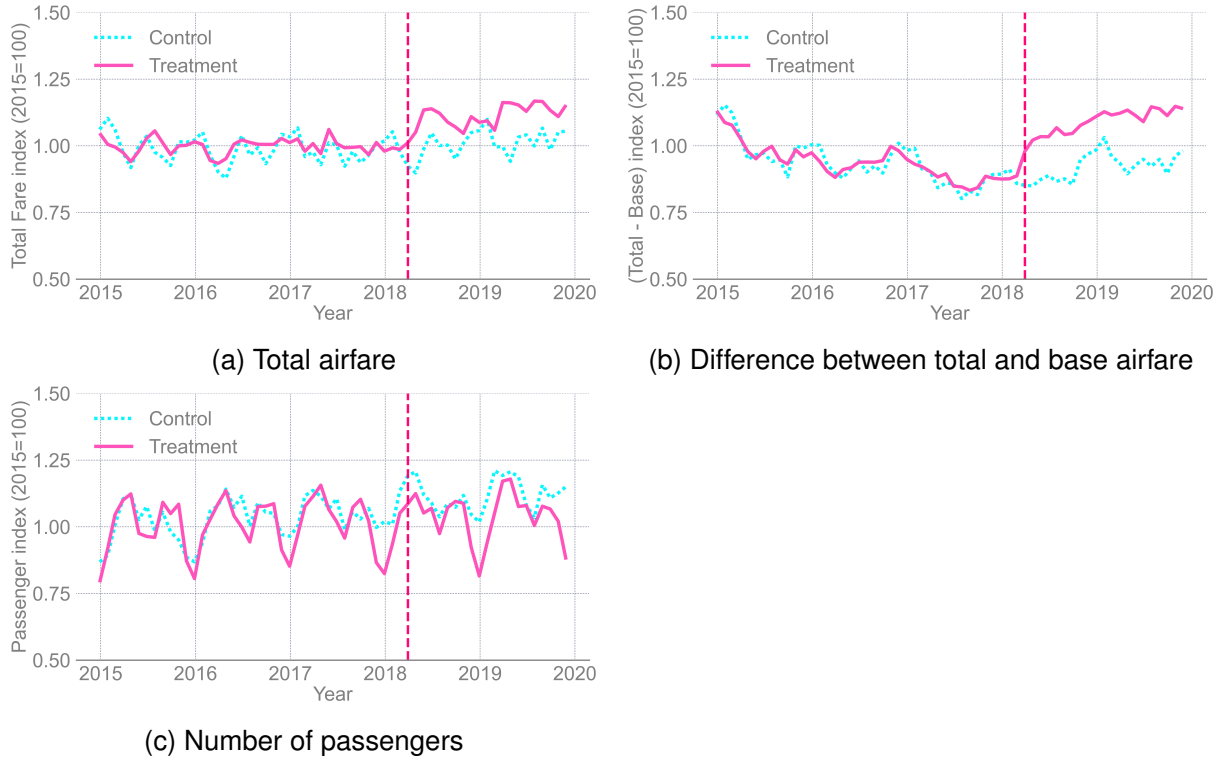 Total Fare index (2015=100)
1.50
1.25
1.00
0.75
0.50
Control
Treatment
2015 2016 2017 2018 2019 2020
Year
(a) Total airfare
(Total - Base) index (2015=100)
1.50
1.25
1.00
0.75
0.50
Control
Treatment
2015 2016 2017 2018 2019 2020
Year
(b) Difference between total and base airfare
Passenger index (2015=100)
1.50
1.25
1.00
0.75
0.50
Control
Treatment
2015 2016 2017 2018 2019 2020
Year
(c) Number of passengers